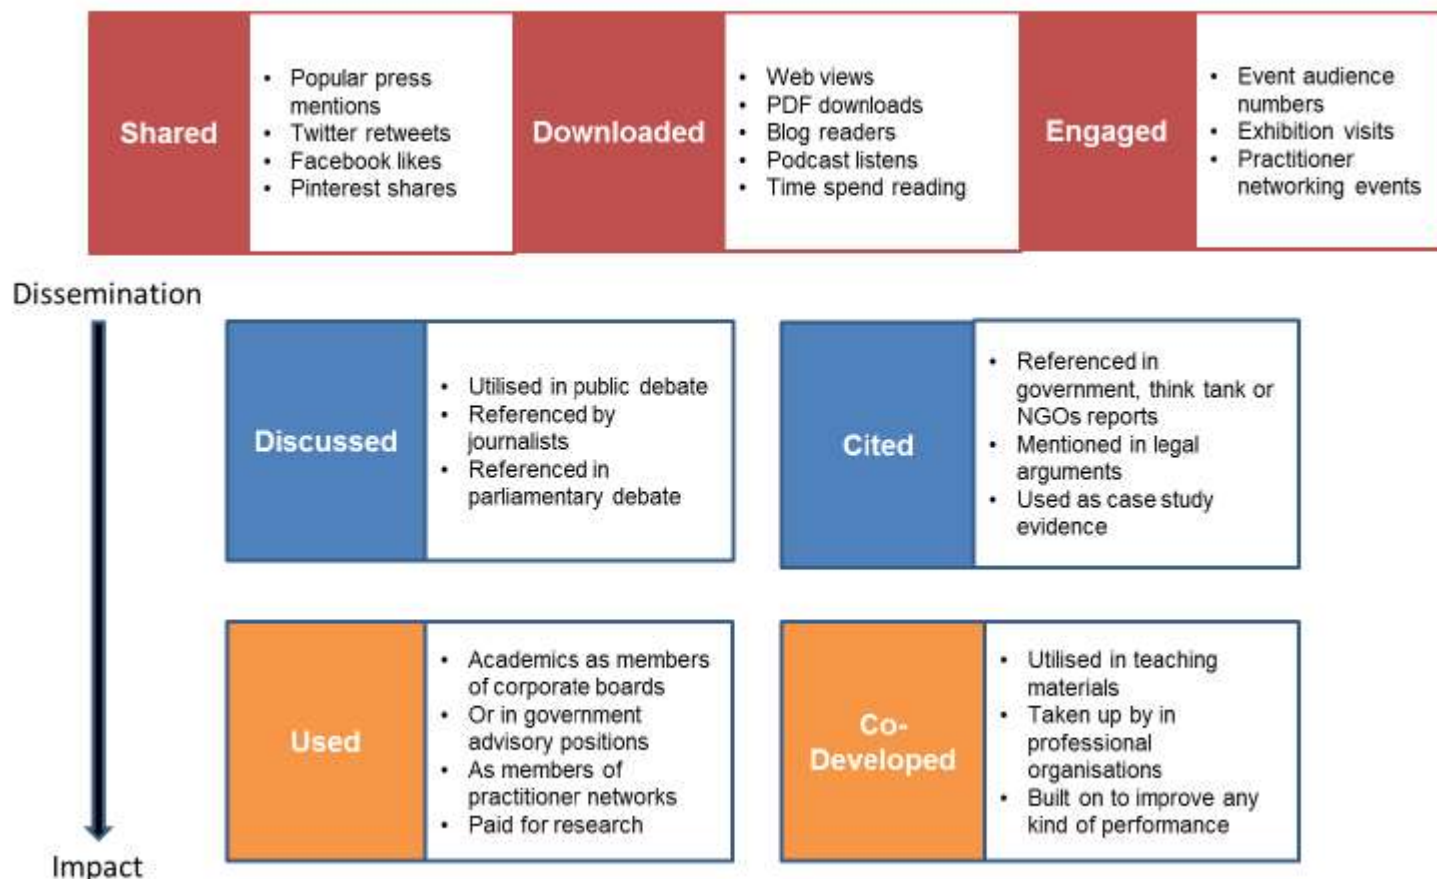 Shared
• Popular press
mentions
• Twitter retweets
• Facebook likes
• Pinterest shares
Downloaded
• Web views
• PDF downloads
• Blog readers
• Podcast listens
• Time spend reading
Engaged
• Event audience
numbers
• Exhibition visits
• Practitioner
networking events
Dissemination
Discussed
• Utilised in public debate
• Referenced by
journalists
• Referenced in
parliamentary debate
Cited
• Referenced in
government, think tank or
NGOs reports
• Mentioned in legal
arguments
• Used as case study
evidence
Used
• Academics as members
of corporate boards
• Or in government
advisory positions
• As members of
practitioner networks
• Paid for research
Co-
Developed
• Utilised in teaching
materials
• Taken up by in
professional
organisations
• Built on to improve any
kind of performance
Impact